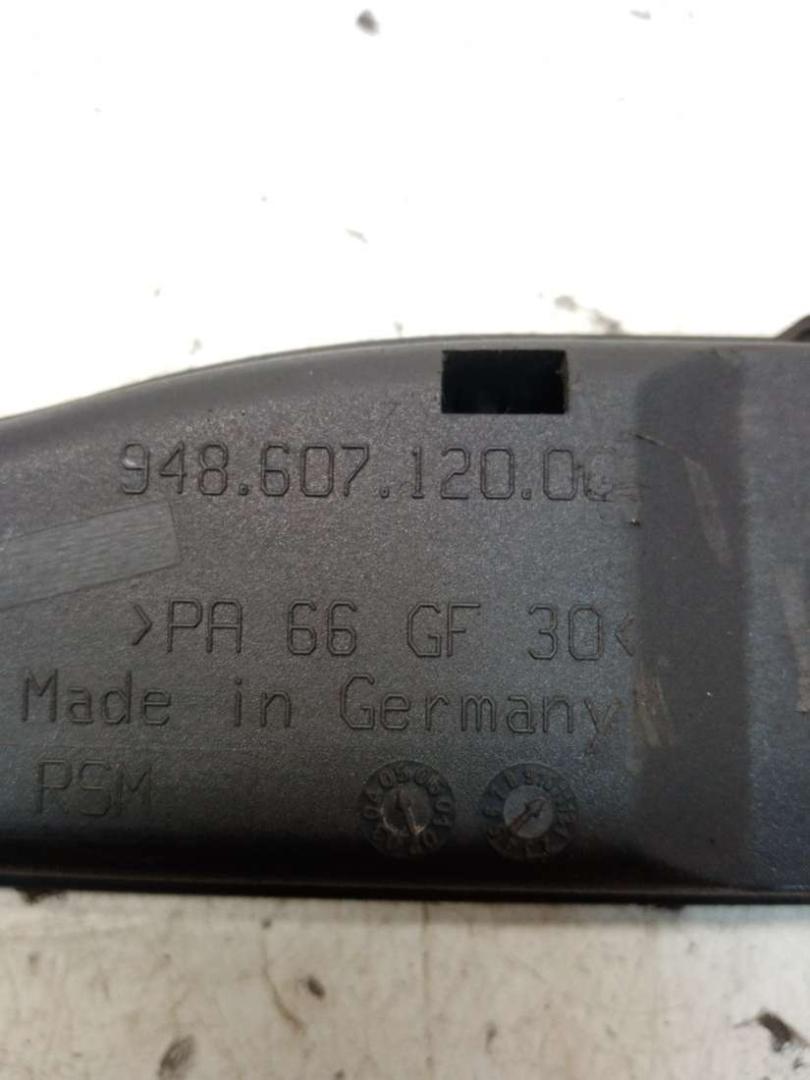 948.607.120.00
>PA 66 GF 30<
Made in Germany
RSM